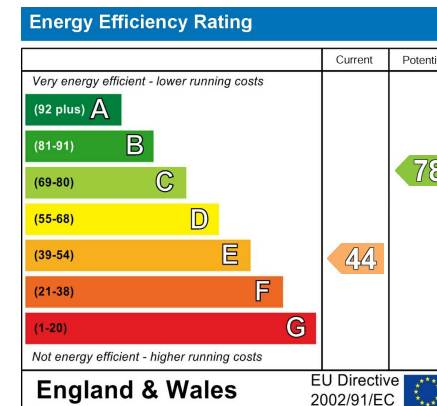 Energy Efficiency Rating
Current Potenti
Very energy efficient - lower running costs
(92 plus) A
(81-91) B
(69-80) C
78
(55-68) D
(39-54) E
44
(21-38) F
(1-20) G
Not energy efficient - higher running costs
England & Wales
EU Directive
2002/91/EC